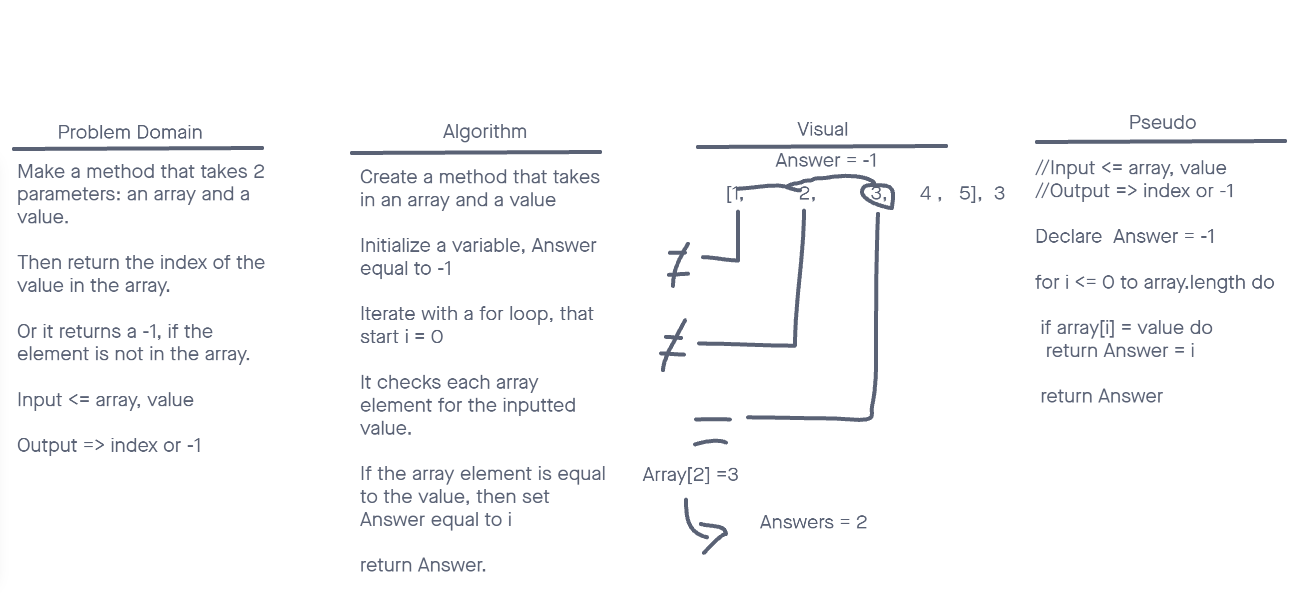 Problem Domain
Make a method that takes 2
parameters: an array and a
value.
Then return the index of the
value in the array.
Or it returns a -1, if the
element is not in the array.
Input <= array, value
Output => index or -1
Algorithm
Create a method that takes
in an array and a value
Initialize a variable, Answer
equal to -1
Iterate with a for loop, that
start i = 0
It checks each array
element for the inputted
value.
If the array element is equal
to the value, then set
Answer equal to i
return Answer.
Visual
Answer = -1
[1, 2, 3, 4 , 5], 3
≠
≠
=
Array[2] =3
Answers = 2
Pseudo
//Input <= array, value
//Output => index or -1
Declare Answer = -1
for i <= 0 to array.length do
if array[i] = value do
return Answer = i
return Answer